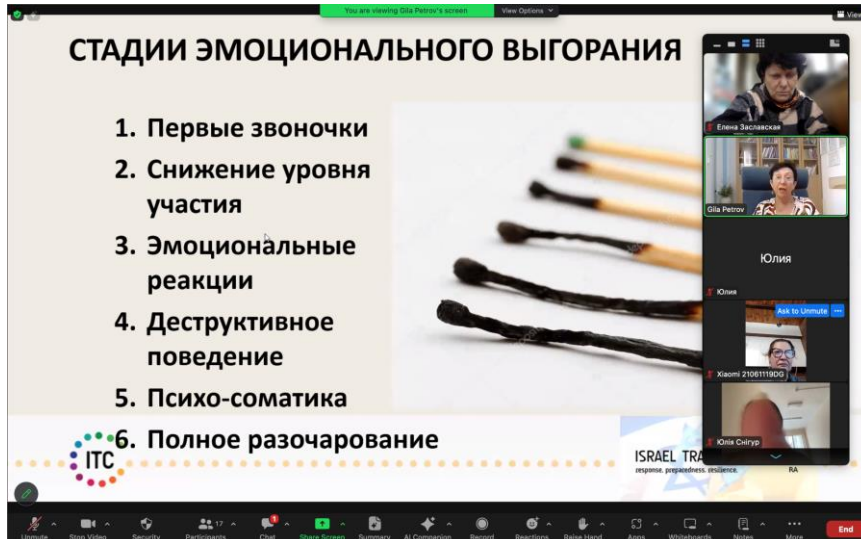 You are viewing Gila Petrov's screen
View Options
View
СТАДИИ ЭМОЦИОНАЛЬНОГО ВЫГОРАНИЯ
1. Первые звоночки
2. Снижение уровня
участия
3. Эмоциональные
реакции
4. Деструктивное
поведение
5. Психо-соматика
6. Полное разочарование
ITC
ISRAEL TRA
response. preparedness. resilience.
RA
Елена Заславская
Gila Petrov
Юлия
Юлия
Ask to Unmute
Xiaomi 21061119DG
Юлія Снігур
Unmute
Stop Video
Security
Participants
17
Chat
1
Share Screen
Summary
AI Companion
Record
Reactions
Raise Hand
Apps
Whiteboards
Notes
More
End